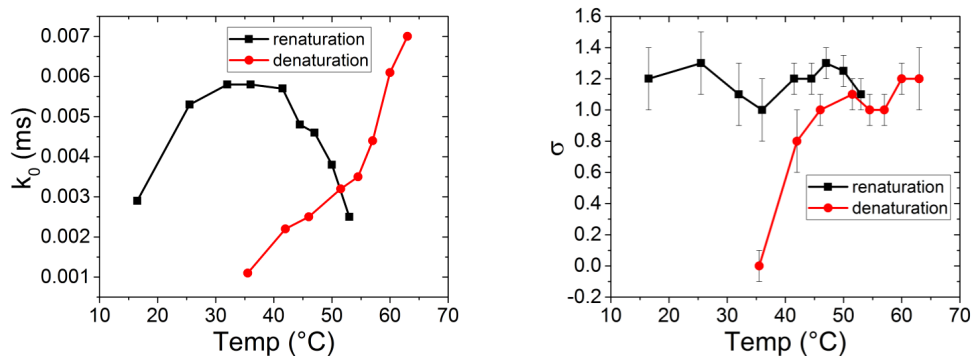 0.007
0.006
0.005
0.004
0.003
0.002
0.001
k₀ (ms)
renaturation
denaturation
10 20 30 40 50 60 70
Temp (°C)
1.6
1.4
1.2
1.0
0.8
0.6
0.4
0.2
0.0
-0.2
σ
renaturation
denaturation
10 20 30 40 50 60 70
Temp (°C)